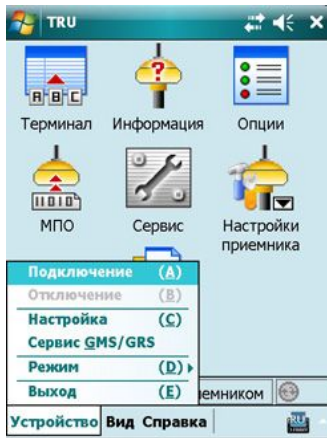 TRU
Терминал Информация Опции
МПО Сервис Настройки
приемника
Подключение (A)
Отключение (B)
Настройка (C)
Сервис GMS/GRS
Режим (D)
Выход (E)
Устройство Вид Справка